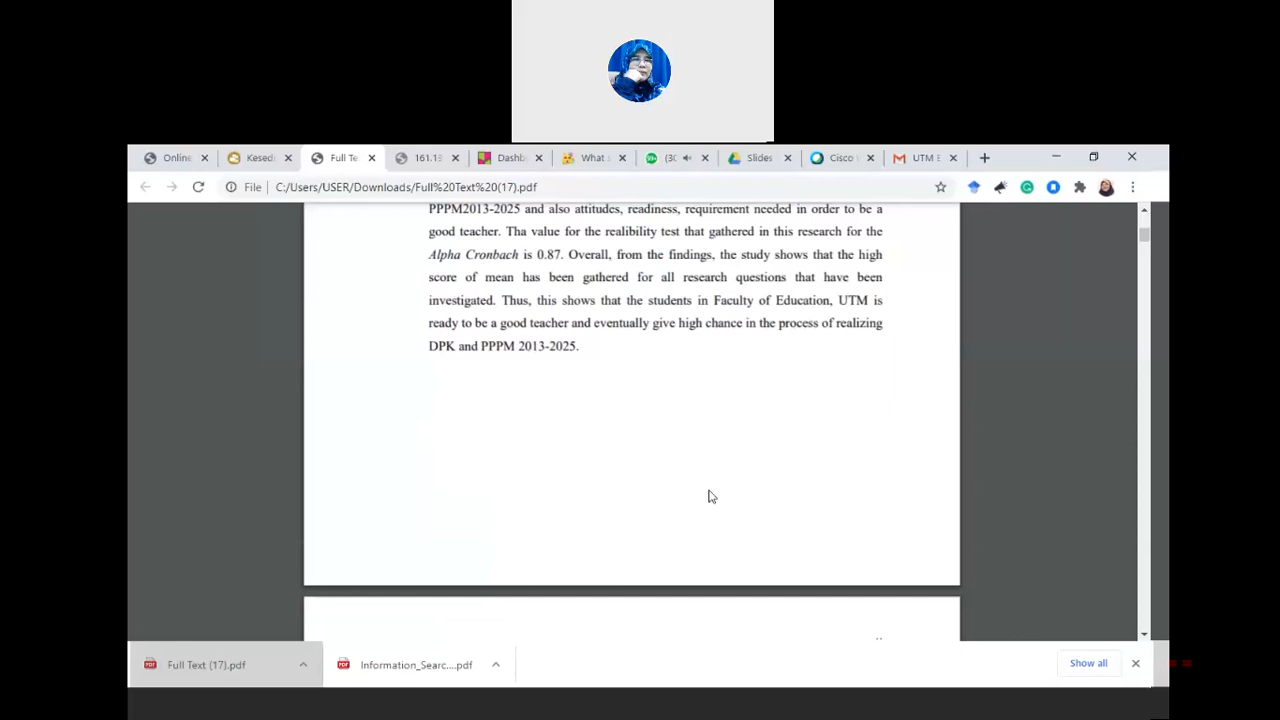 Online
Kesed
Full Te
161.1
Dashb
What
(3(
Slides
Cisco V
UTM E
File
C:/Users/USER/Downloads/Full%20Text%20(17).pdf
PPPM2013-2025 and also attitudes, readiness, requirement needed in order to be a
good teacher. Tha value for the realibility test that gathered in this research for the
Alpha Cronbach is 0.87. Overall, from the findings, the study shows that the high
score of mean has been gathered for all research questions that have been
investigated. Thus, this shows that the students in Faculty of Education, UTM is
ready to be a good teacher and eventually give high chance in the process of realizing
DPK and PPPM 2013-2025.
Full Text (17).pdf
Information_Searc....pdf
Show all